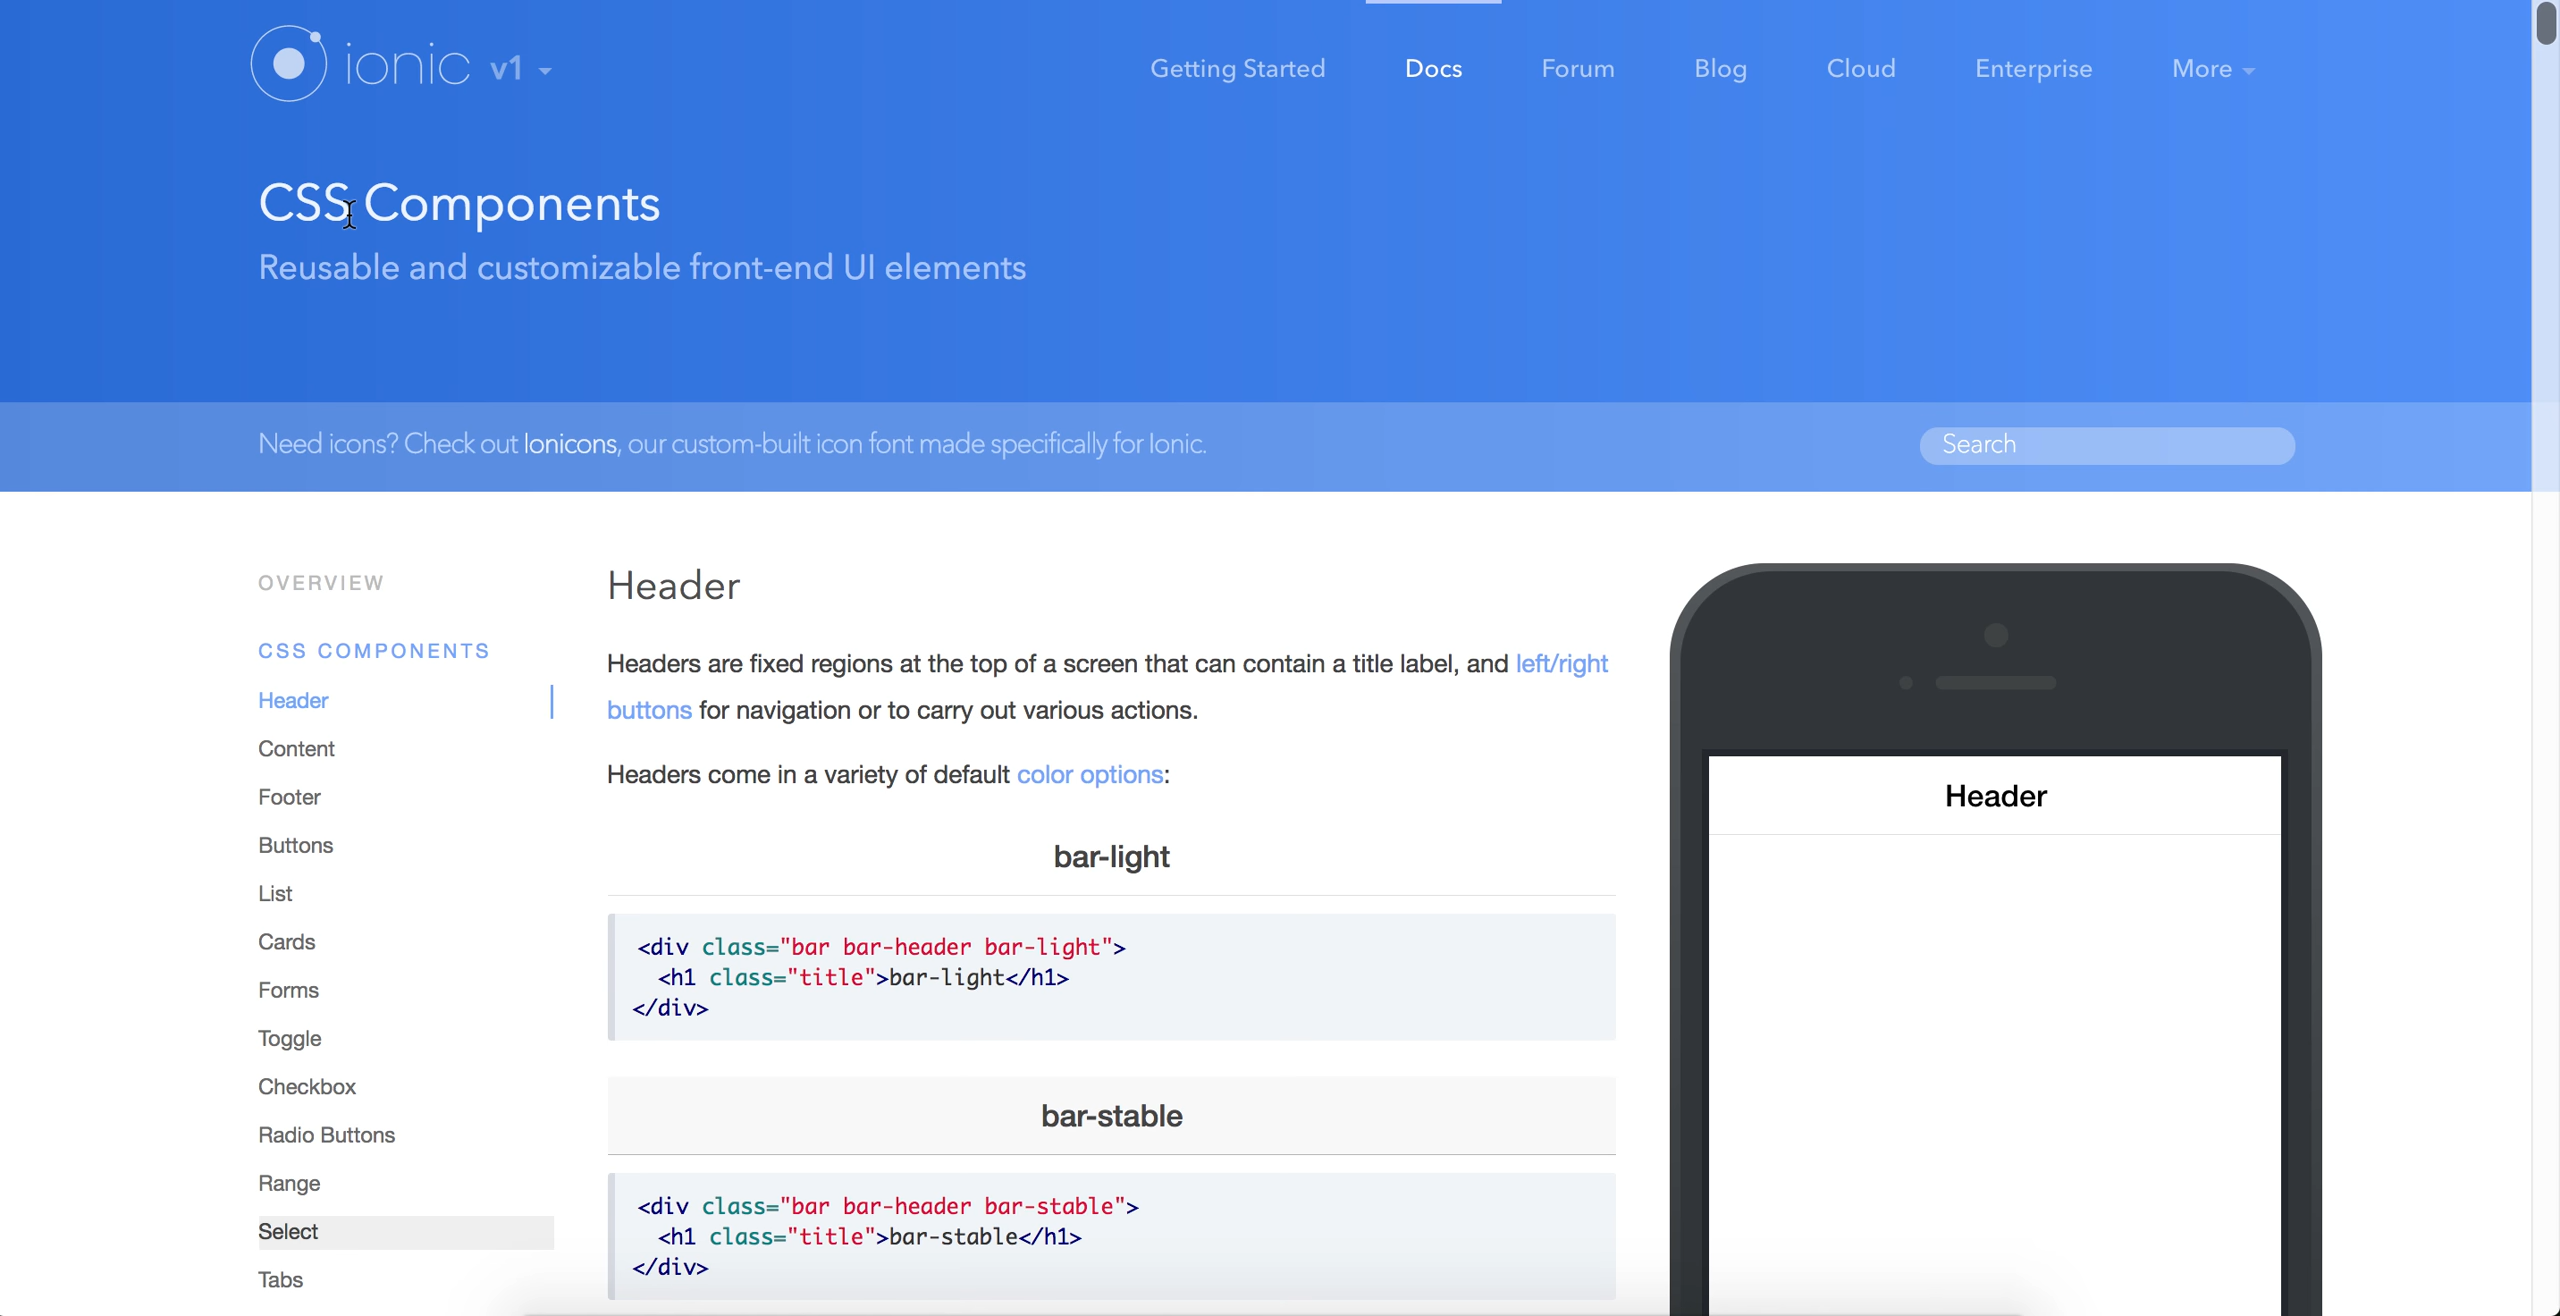 ionic v1
Getting Started
Docs
Forum
Blog
Cloud
Enterprise
More
CSS Components
Reusable and customizable front-end UI elements
Need icons? Check out Ionicons, our custom-built icon font made specifically for Ionic.
Search
OVERVIEW
CSS COMPONENTS
Header
Content
Footer
Buttons
List
Cards
Forms
Toggle
Checkbox
Radio Buttons
Range
Select
Tabs
Header
Headers are fixed regions at the top of a screen that can contain a title label, and left/right
buttons for navigation or to carry out various actions.
Headers come in a variety of default color options:
bar-light
<div class="bar bar-header bar-light">
  <h1 class="title">bar-light</h1>
</div>
bar-stable
<div class="bar bar-header bar-stable">
  <h1 class="title">bar-stable</h1>
</div>
Header